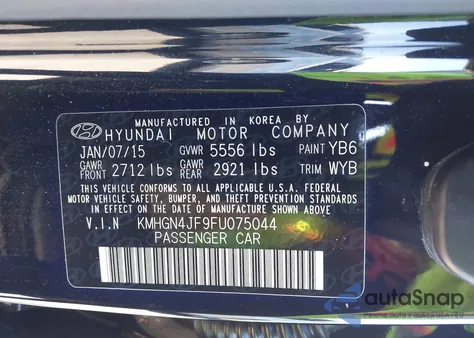 MANUFACTURED IN KOREA BY
HYUNDAI MOTOR COMPANY
JAN/07/15 GVWR 5556 lbs PAINT YB6
GAWR FRONT 2712 lbs GAWR REAR 2921 lbs TRIM WYB
THIS VEHICLE CONFORMS TO ALL APPLICABLE U.S.A. FEDERAL
MOTOR VEHICLE SAFETY, BUMPER, AND THEFT PREVENTION STANDARDS
IN EFFECT ON THE DATE OF MANUFACTURE SHOWN ABOVE.
V.I.N KMHGN4JF9FU075044
PASSENGER CAR
autoSnap